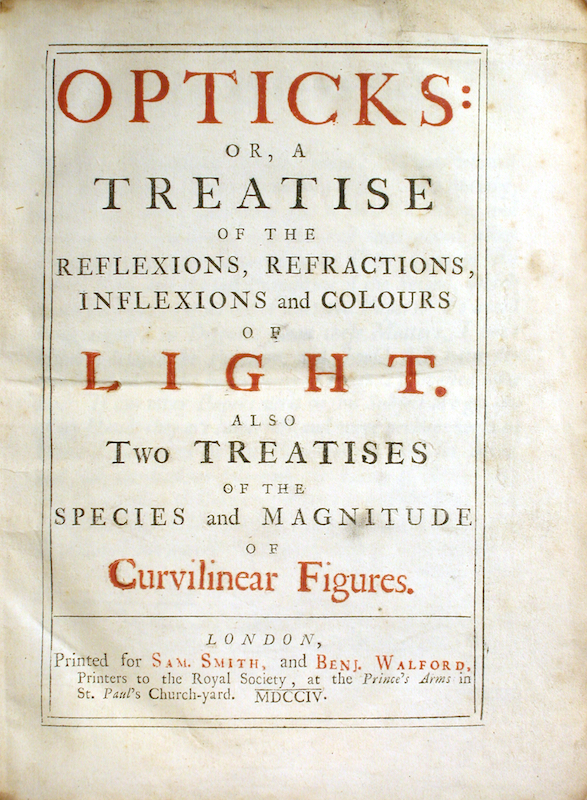 OPTICKS:
OR, A
TREATISE
OF THE
REFLEXIONS, REFRACTIONS,
INFLEXIONS and COLOURS
OF
LIGHT.
ALSO
Two TREATISES
OF THE
SPECIES and MAGNITUDE
OF
Curvilinear Figures.
LONDON,
Printed for SAM. SMITH, and BENJ. WALFORD,
Printers to the Royal Society, at the Prince's Arms in
St. Paul's Church-yard. MDCCIV.